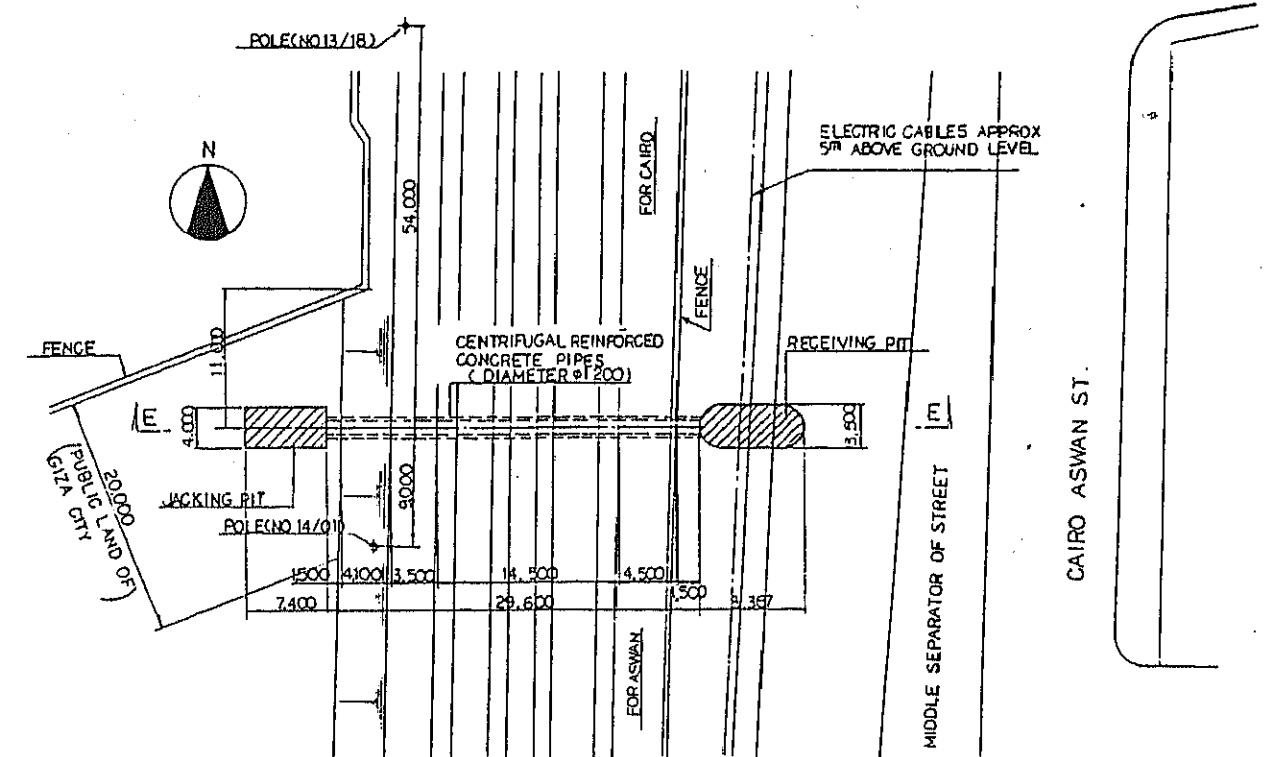 POLE(NO13/18)
N
54,000
FOR CAIRO
ELECTRIC CABLES APPROX
5m ABOVE GROUND LEVEL
FENCE
11,000
CENTRIFUGAL REINFORCED
CONCRETE PIPES
(DIAMETER φ1200)
FENCE
RECEIVING PIT
E
4,000
3,500
E
JACKING PIT
9,000
POLE(NO 14/01)
20,000
(PUBLIC LAND OF)
GIZA CITY
1500 4,100 3,500 14,500 4,500
1,500
7,400 29,600
FOR ASWAN
MIDDLE SEPARATOR OF STREET
CAIRO ASWAN ST.